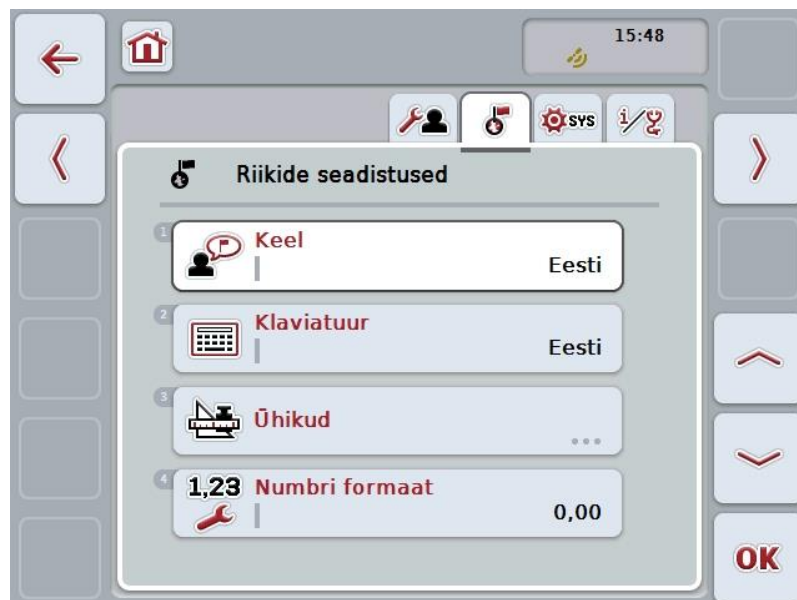 15:48
SYS
i/
Riikide seadistused
1
Keel
Eesti
2
Klaviatuur
Eesti
3
Ühikud
...
4
1,23 Numbri formaat
0,00
OK